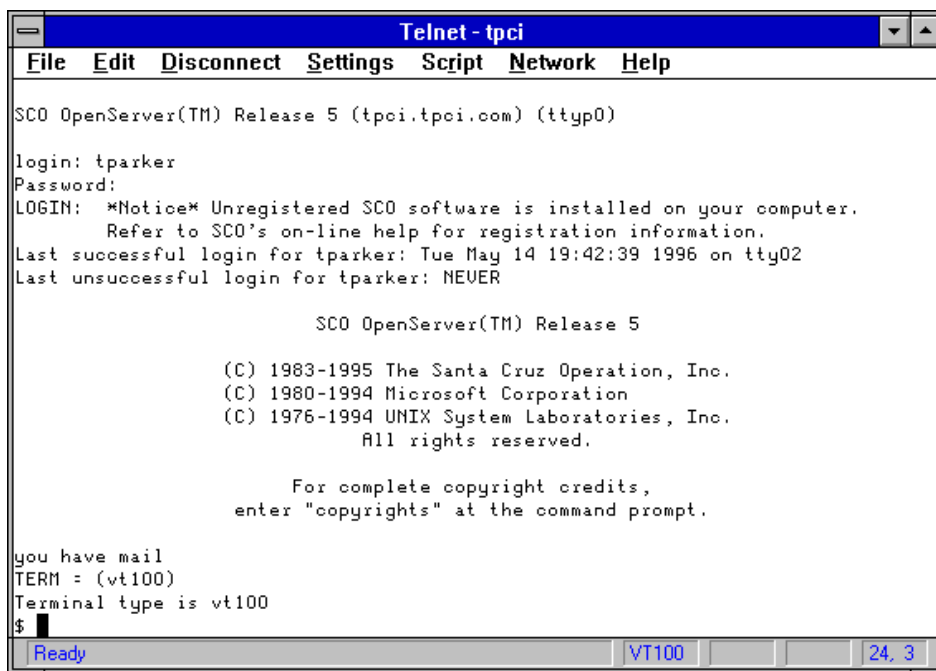 Telnet - tpci
File Edit Disconnect Settings Script Network Help
SCO OpenServer(TM) Release 5 (tpci.tpci.com) (ttyp0)
login: tparker
Password:
LOGIN: *Notice* Unregistered SCO software is installed on your computer.
Refer to SCO's on-line help for registration information.
Last successful login for tparker: Tue May 14 19:42:39 1996 on tty02
Last unsuccessful login for tparker: NEVER
SCO OpenServer(TM) Release 5
(C) 1983-1995 The Santa Cruz Operation, Inc.
(C) 1980-1994 Microsoft Corporation
(C) 1976-1994 UNIX System Laboratories, Inc.
All rights reserved.
For complete copyright credits,
enter "copyrights" at the command prompt.
you have mail
TERM = (vt100)
Terminal type is vt100
$
Ready VT100 24, 3